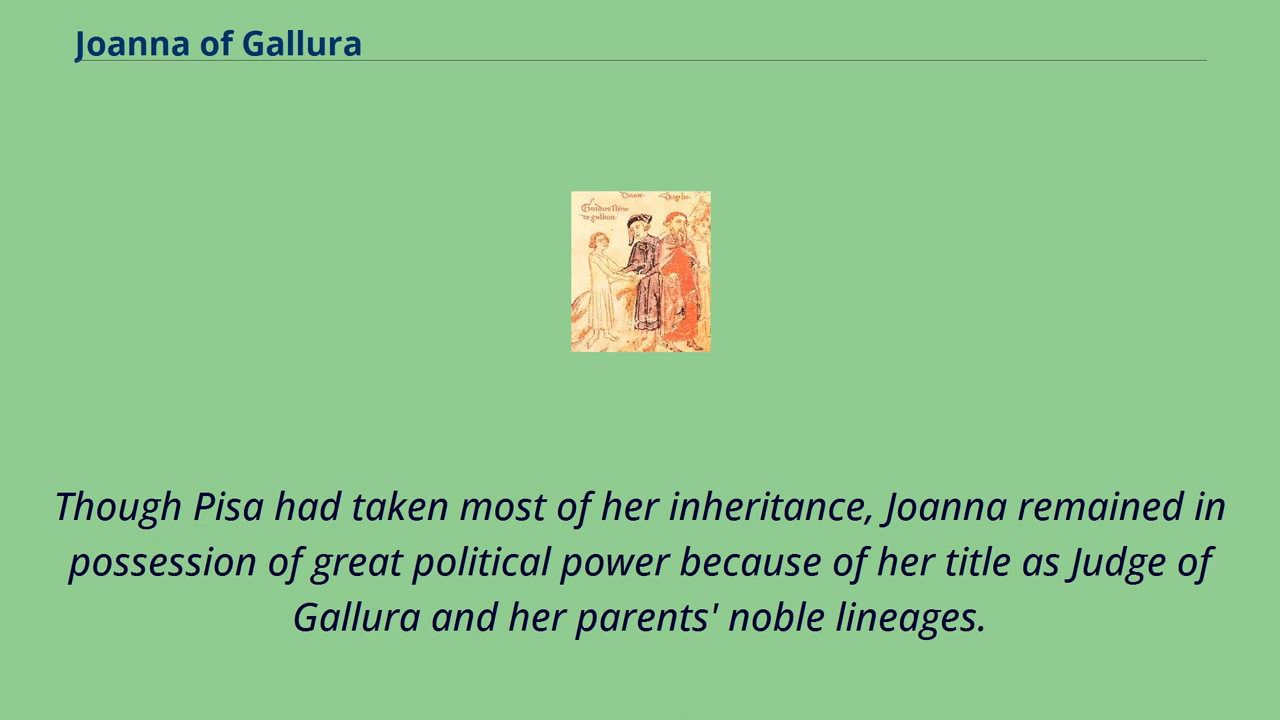 Joanna of Gallura
Though Pisa had taken most of her inheritance, Joanna remained in
possession of great political power because of her title as Judge of
Gallura and her parents' noble lineages.